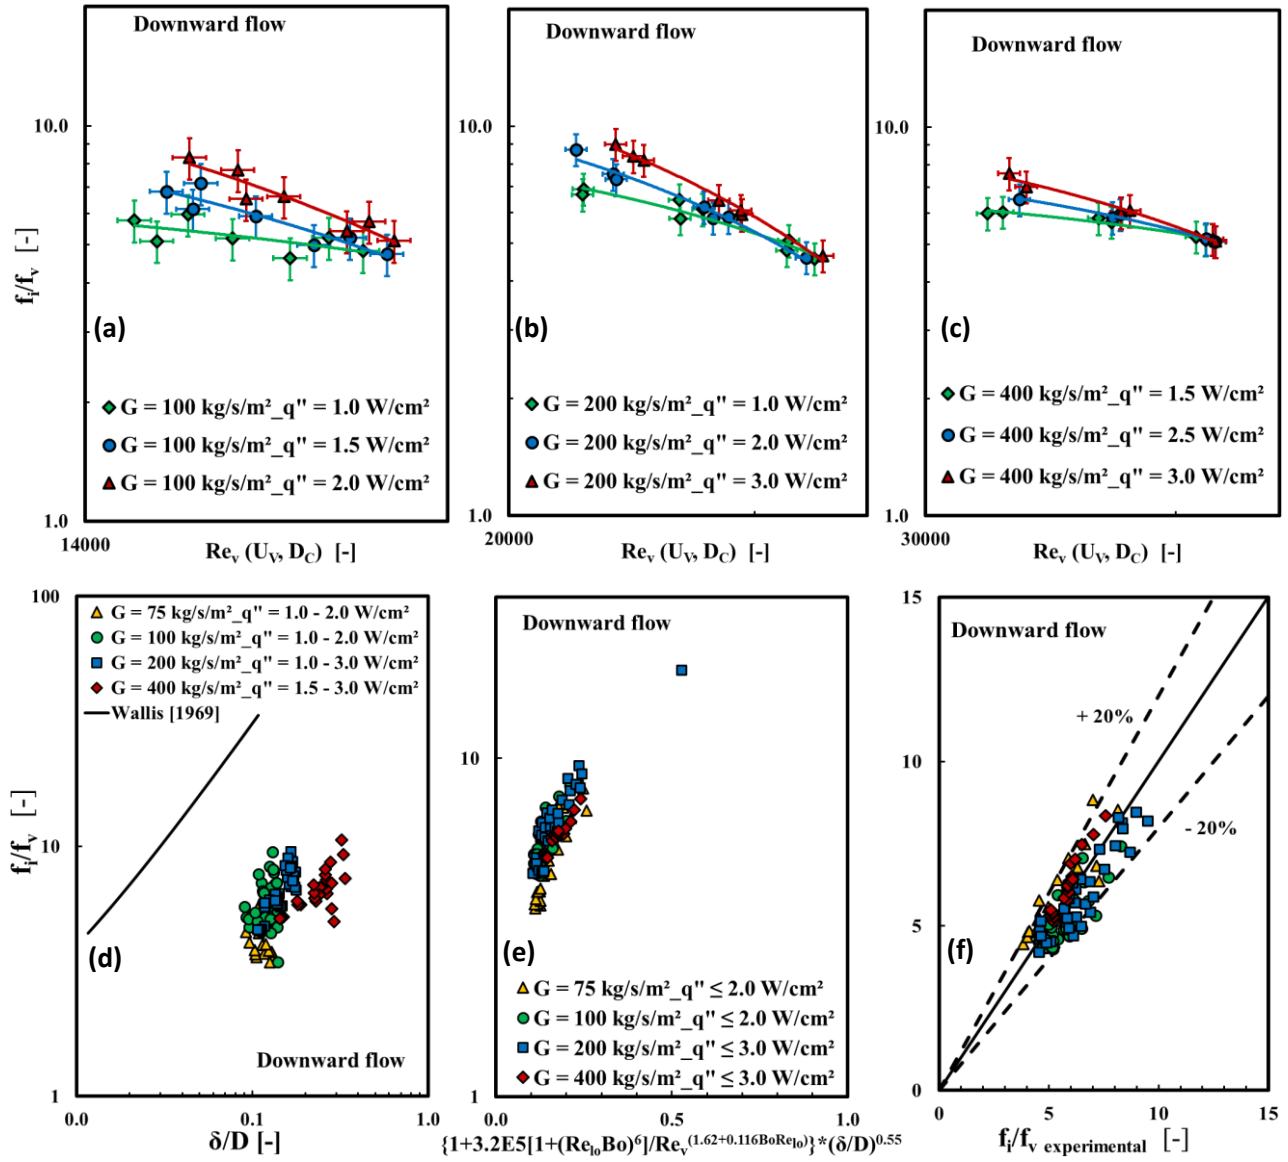 Downward flow
10.0
fᵢ/fᵥ [-]
(a)
G = 100 kg/s/m²_q" = 1.0 W/cm²
G = 100 kg/s/m²_q" = 1.5 W/cm²
G = 100 kg/s/m²_q" = 2.0 W/cm²
1.0
14000
Reᵥ (U_V, D_C) [-]
Downward flow
10.0
(b)
G = 200 kg/s/m²_q" = 1.0 W/cm²
G = 200 kg/s/m²_q" = 2.0 W/cm²
G = 200 kg/s/m²_q" = 3.0 W/cm²
1.0
20000
Reᵥ (U_V, D_C) [-]
Downward flow
10.0
(c)
G = 400 kg/s/m²_q" = 1.5 W/cm²
G = 400 kg/s/m²_q" = 2.5 W/cm²
G = 400 kg/s/m²_q" = 3.0 W/cm²
1.0
30000
Reᵥ (U_V, D_C) [-]
100
G = 75 kg/s/m²_q" = 1.0 - 2.0 W/cm²
G = 100 kg/s/m²_q" = 1.0 - 2.0 W/cm²
G = 200 kg/s/m²_q" = 1.0 - 3.0 W/cm²
G = 400 kg/s/m²_q" = 1.5 - 3.0 W/cm²
Wallis [1969]
fᵢ/fᵥ [-]
10
(d)
Downward flow
1
0.0
0.1
1.0
δ/D [-]
Downward flow
10
(e)
G = 75 kg/s/m²_q" ≤ 2.0 W/cm²
G = 100 kg/s/m²_q" ≤ 2.0 W/cm²
G = 200 kg/s/m²_q" ≤ 3.0 W/cm²
G = 400 kg/s/m²_q" ≤ 3.0 W/cm²
1
0.0
0.5
1.0
{1+3.2E5[1+(Re_lo Bo)^6]/Re_v^(1.62+0.116BoRe_lo)}*(δ/D)^0.55
15
Downward flow
+ 20%
10
- 20%
5
(f)
0
0
5
10
15
fᵢ/fᵥ experimental [-]